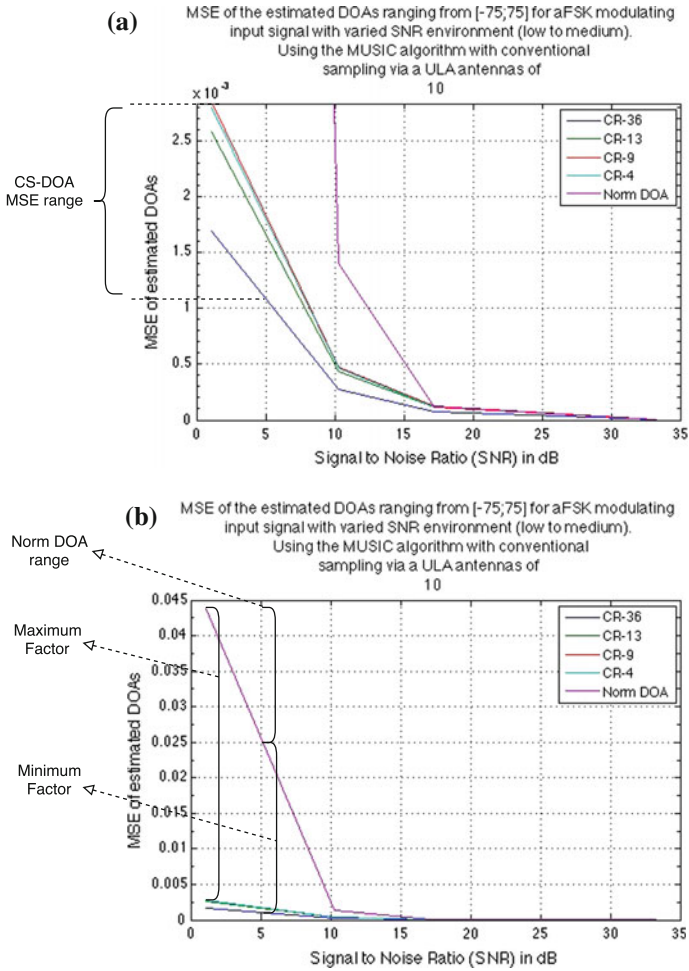 (a)
MSE of the estimated DOAs ranging from [-75;75] for aFSK modulating
input signal with varied SNR environment (low to medium).
Using the MUSIC algorithm with conventional
sampling via a ULA antennas of
10
x 10⁻³
2.5
2
1.5
1
0.5
0
MSE of estimated DOAs
CS-DOA
MSE range
CR-36
CR-13
CR-9
CR-4
Norm DOA
0 5 10 15 20 25 30 35
Signal to Noise Ratio (SNR) in dB
(b)
MSE of the estimated DOAs ranging from [-75;75] for aFSK modulating
input signal with varied SNR environment (low to medium).
Using the MUSIC algorithm with conventional
sampling via a ULA antennas of
10
Norm DOA
range
Maximum
Factor
Minimum
Factor
0.045
0.04
0.035
0.03
0.025
0.02
0.015
0.01
0.005
0
MSE of estimated DOAs
CR-36
CR-13
CR-9
CR-4
Norm DOA
0 5 10 15 20 25 30 35
Signal to Noise Ratio (SNR) in dB